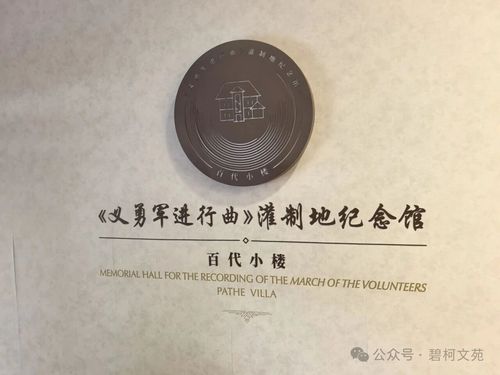 百代小楼
《义勇军进行曲》灌制地纪念馆
百代小楼
MEMORIAL HALL FOR THE RECORDING OF THE MARCH OF THE VOLUNTEERS
PATHE VILLA
公众号·碧柯文苑